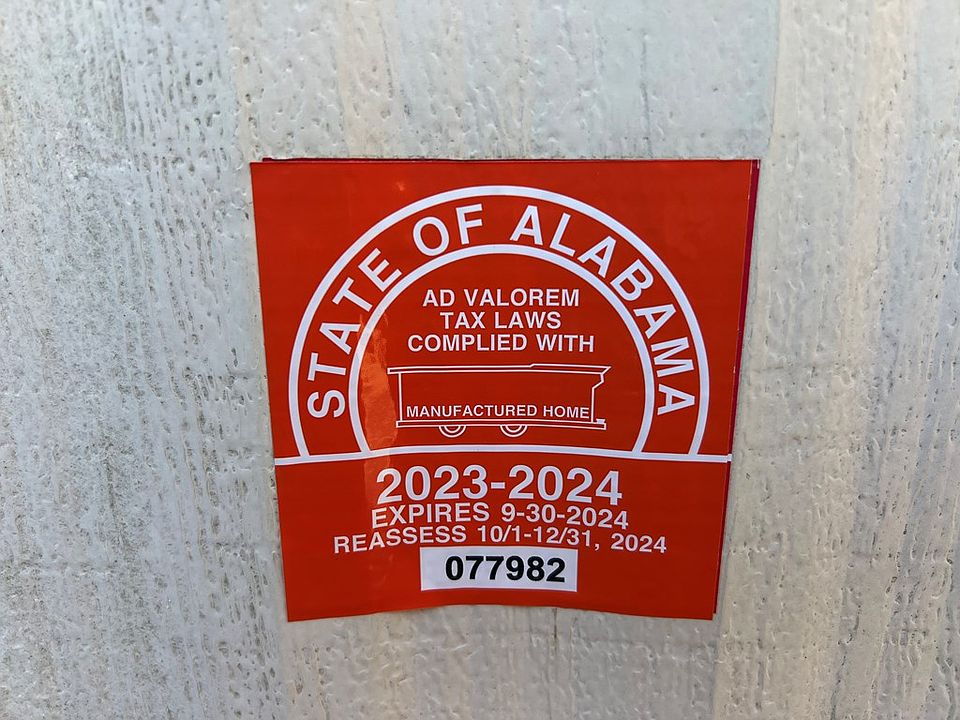 STATE OF ALABAMA
AD VALOREM
TAX LAWS
COMPLIED WITH
MANUFACTURED HOME
2023-2024
EXPIRES 9-30-2024
REASSESS 10/1-12/31, 2024
077982